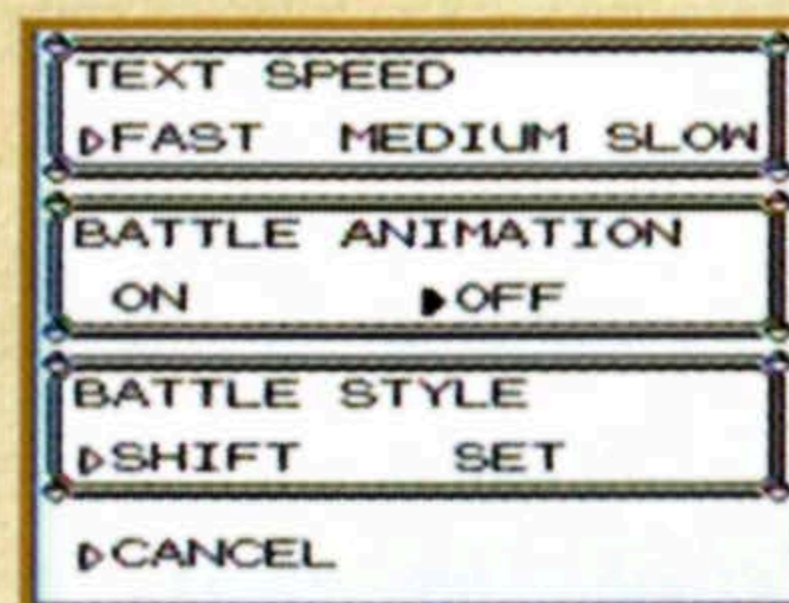 TEXT SPEED
▷FAST MEDIUM SLOW
BATTLE ANIMATION
ON ▶OFF
BATTLE STYLE
▷SHIFT SET
▷CANCEL